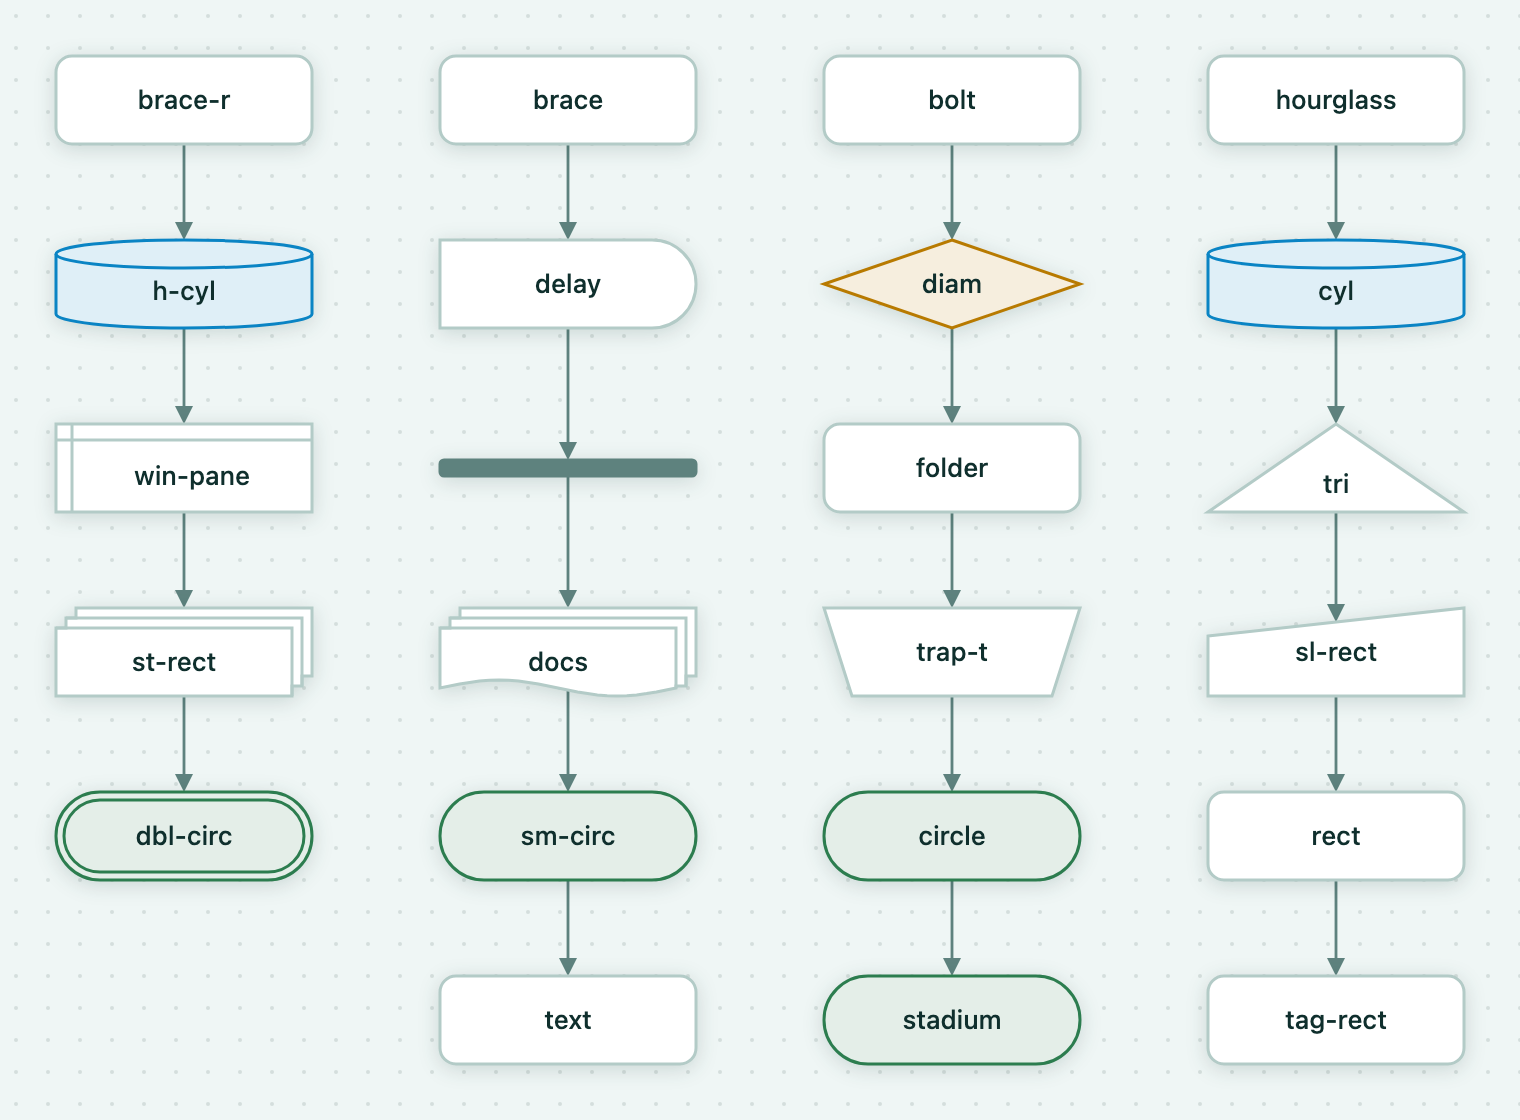 brace-r
brace
bolt
hourglass
h-cyl
delay
diam
cyl
win-pane
folder
tri
st-rect
docs
trap-t
sl-rect
dbl-circ
sm-circ
circle
rect
text
stadium
tag-rect